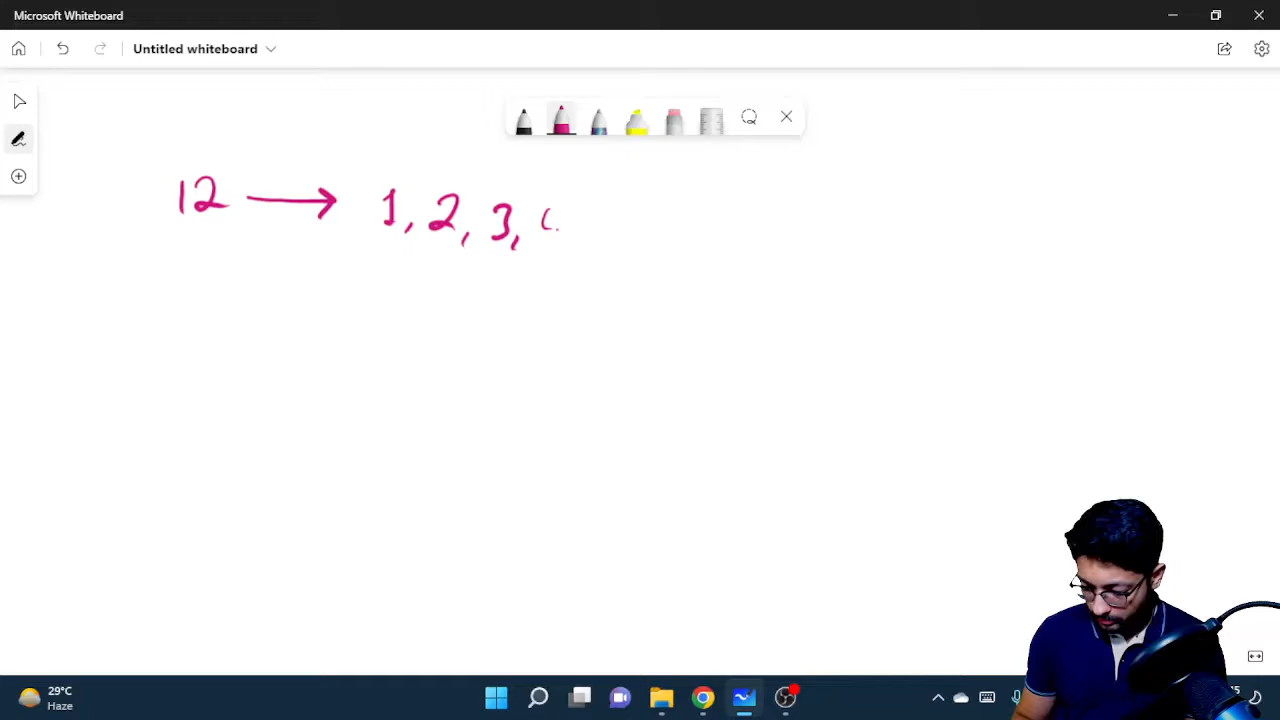 Microsoft Whiteboard
Untitled whiteboard
12 → 1, 2, 3,
29°C
Haze